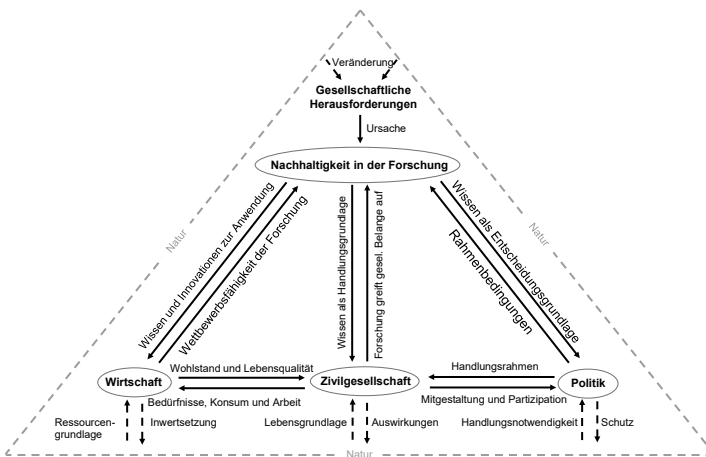 Veränderung
Gesellschaftliche
Herausforderungen
Ursache
Nachhaltigkeit in der Forschung
Natur
Natur
Wissen und Innovationen zur Anwendung
Wettbewerbsfähigkeit der Forschung
Wissen als Handlungsgrundlage
Forschung greift gesel. Belange auf
Wissen als Entscheidungsgrundlage
Rahmenbedingungen
Wohlstand und Lebensqualität
Handlungsrahmen
Wirtschaft
Zivilgesellschaft
Politik
Bedürfnisse, Konsum und Arbeit
Mitgestaltung und Partizipation
Ressourcen-
grundlage
Inwertsetzung
Lebensgrundlage
Auswirkungen
Handlungsnotwendigkeit
Schutz
Natur